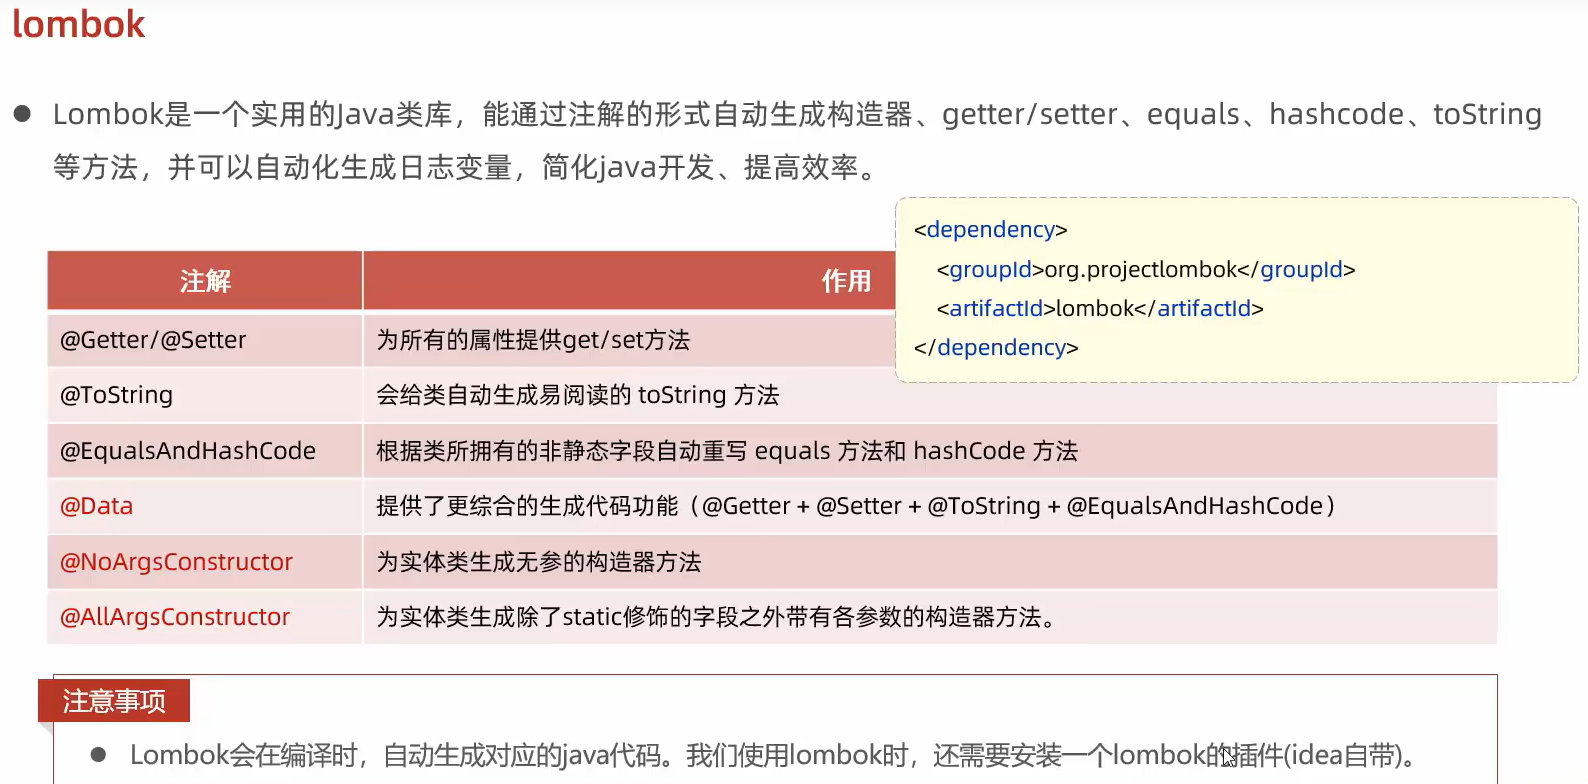 lombok
Lombok是一个实用的Java类库，能通过注解的形式自动生成构造器、getter/setter、equals、hashcode、toString
等方法，并可以自动化生成日志变量，简化java开发、提高效率。
<dependency>
<groupId>org.projectlombok</groupId>
<artifactId>lombok</artifactId>
</dependency>
注解 作用
@Getter/@Setter 为所有的属性提供get/set方法
@ToString 会给类自动生成易阅读的 toString 方法
@EqualsAndHashCode 根据类所拥有的非静态字段自动重写 equals 方法和 hashCode 方法
@Data 提供了更综合的生成代码功能（@Getter + @Setter + @ToString + @EqualsAndHashCode）
@NoArgsConstructor 为实体类生成无参的构造器方法
@AllArgsConstructor 为实体类生成除了static修饰的字段之外带有各参数的构造器方法。
注意事项
Lombok会在编译时，自动生成对应的java代码。我们使用lombok时，还需要安装一个lombok的插件(idea自带)。